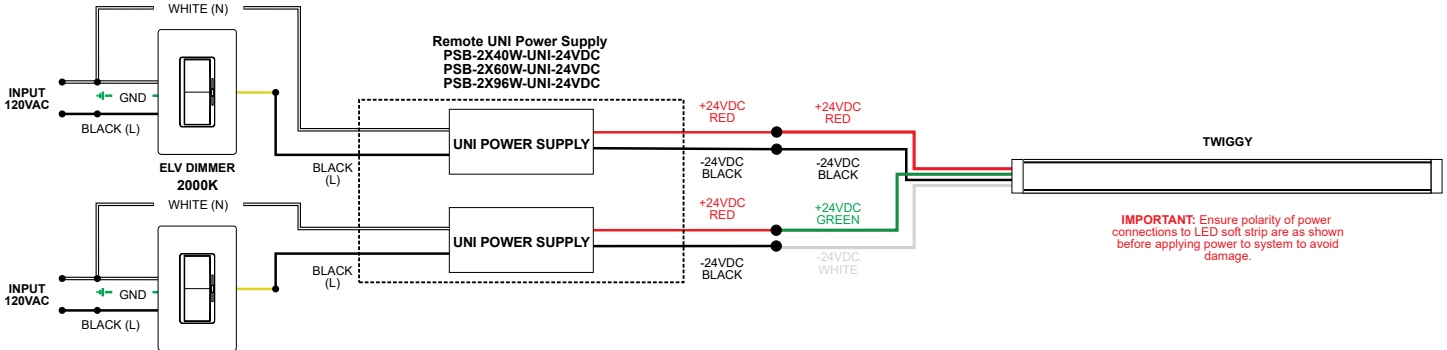 WHITE (N)
INPUT
120VAC
GND
BLACK (L)
ELV DIMMER
2000K
BLACK
(L)
Remote UNI Power Supply
PSB-2X40W-UNI-24VDC
PSB-2X60W-UNI-24VDC
PSB-2X96W-UNI-24VDC
UNI POWER SUPPLY
+24VDC
RED
+24VDC
RED
-24VDC
BLACK
-24VDC
BLACK
TWIGGY
WHITE (N)
INPUT
120VAC
GND
BLACK (L)
BLACK
(L)
UNI POWER SUPPLY
+24VDC
RED
+24VDC
GREEN
-24VDC
BLACK
-24VDC
WHITE
IMPORTANT: Ensure polarity of power
connections to LED soft strip are as shown
before applying power to system to avoid
damage.